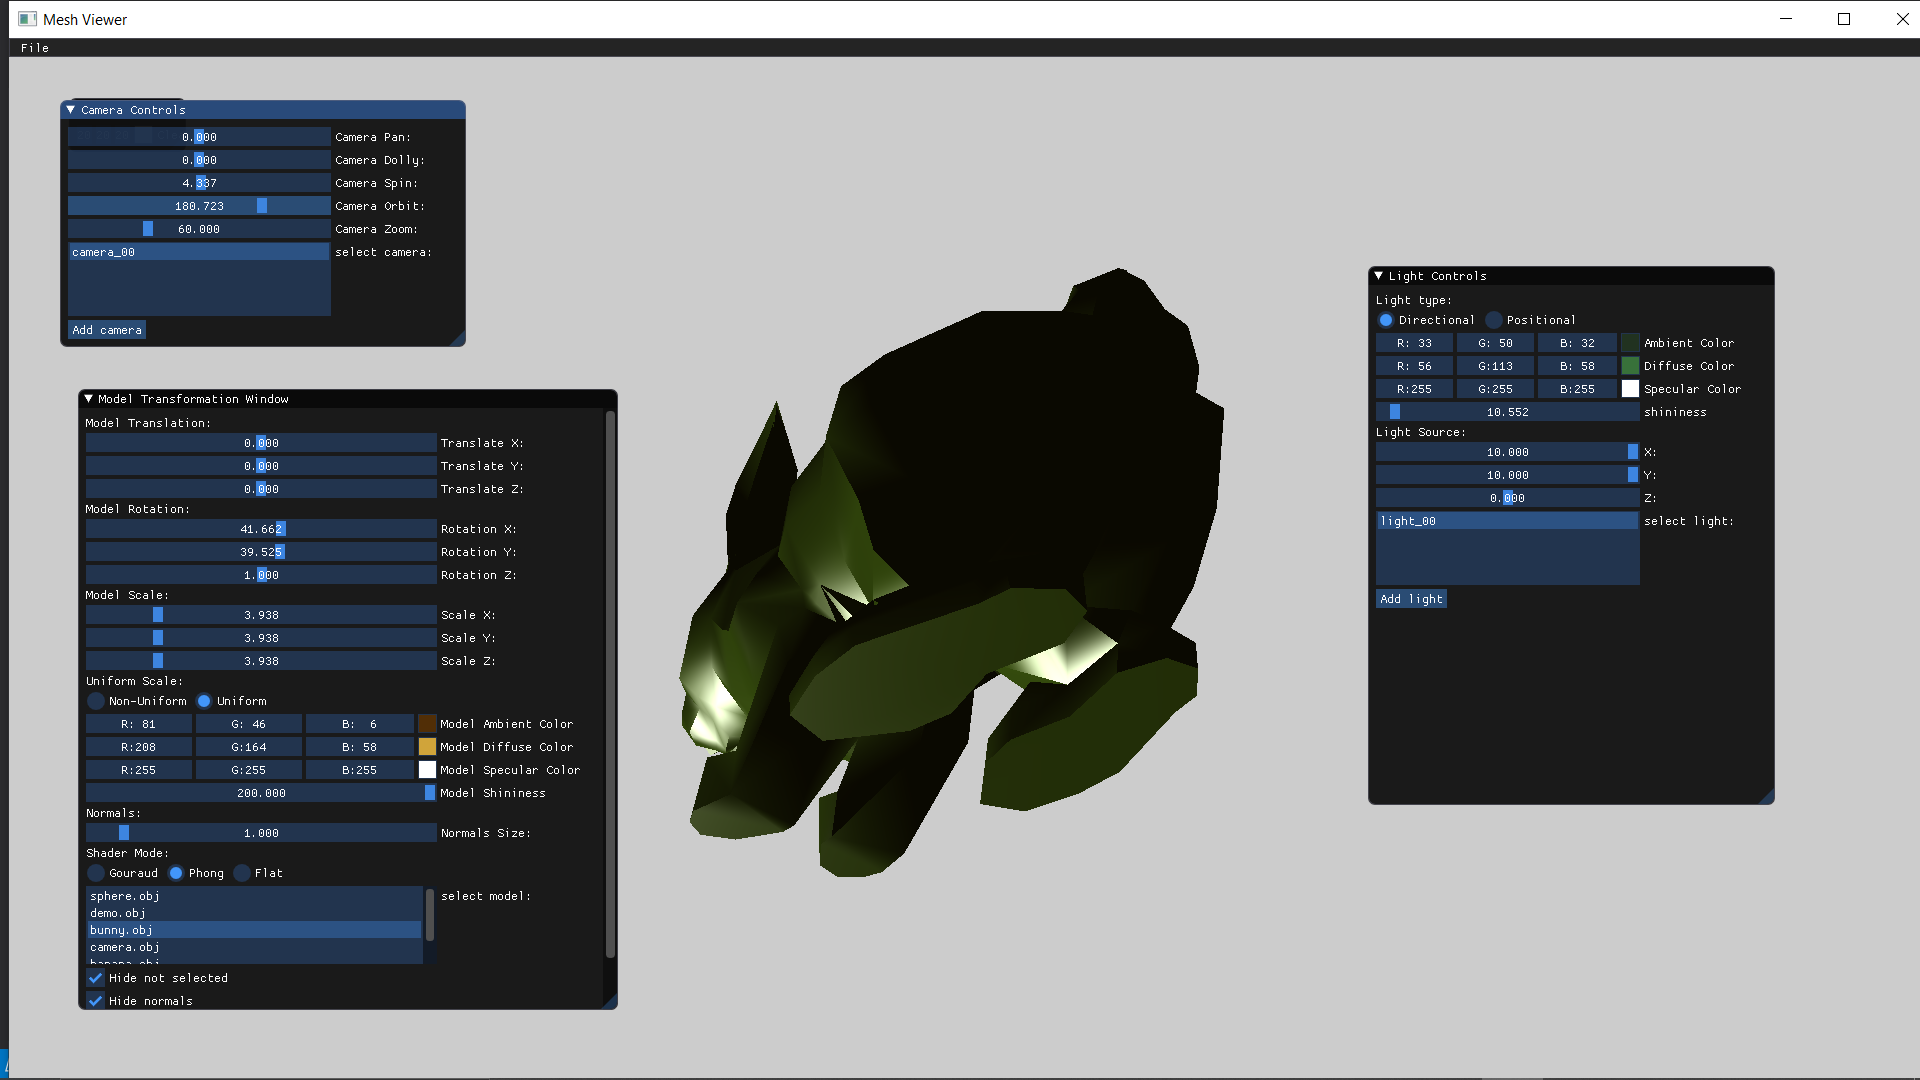 Mesh Viewer
File
Camera Controls
0.000 Camera Pan:
0.000 Camera Dolly:
4.337 Camera Spin:
180.723 Camera Orbit:
60.000 Camera Zoom:
camera_00 select camera:
Add camera
Model Transformation Window
Model Translation:
0.000 Translate X:
0.000 Translate Y:
0.000 Translate Z:
Model Rotation:
41.662 Rotation X:
39.525 Rotation Y:
1.000 Rotation Z:
Model Scale:
3.938 Scale X:
3.938 Scale Y:
3.938 Scale Z:
Uniform Scale:
Non-Uniform Uniform
R: 81 G: 46 B: 6 Model Ambient Color
R:208 G:164 B: 58 Model Diffuse Color
R:255 G:255 B:255 Model Specular Color
200.000 Model Shininess
Normals:
1.000 Normals Size:
Shader Mode:
Gouraud Phong Flat
sphere.obj select model:
demo.obj
bunny.obj
camera.obj
banana.obj
Hide not selected
Hide normals
Light Controls
Light type:
Directional Positional
R: 33 G: 50 B: 32 Ambient Color
R: 56 G:113 B: 58 Diffuse Color
R:255 G:255 B:255 Specular Color
10.552 shininess
Light Source:
10.000 X:
10.000 Y:
0.000 Z:
light_00 select light:
Add light